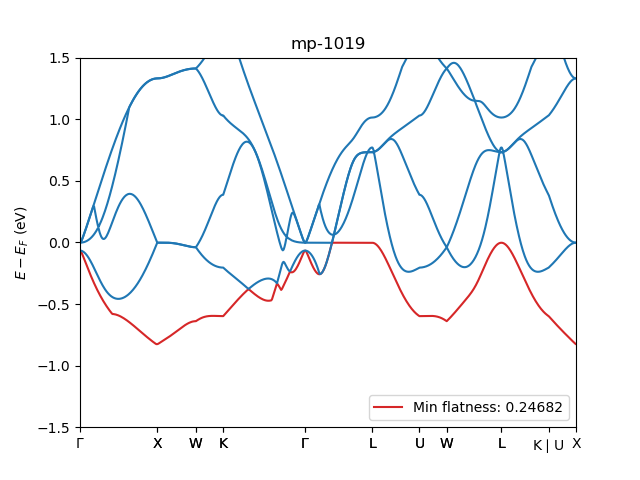 mp-1019
1.5
1.0
0.5
0.0
−0.5
−1.0
−1.5
E − E_F (eV)
Min flatness: 0.24682
Γ X W K Γ L U W L K | U X